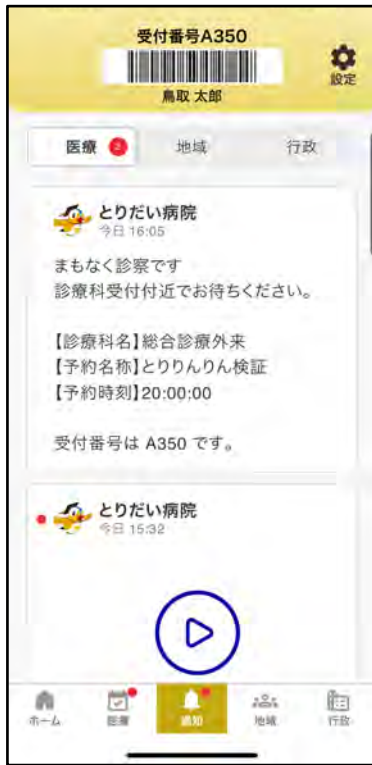 受付番号A350
設定
鳥取 太郎
医療 2
地域
行政
とりだい病院
今日 16:05
まもなく診察です
診療科受付付近でお待ちください。
【診療科名】総合診療外来
【予約名称】とりりんりん検証
【予約時刻】20:00:00
受付番号は A350 です。
とりだい病院
今日 15:32
ホーム
医療
通知
地域
行政